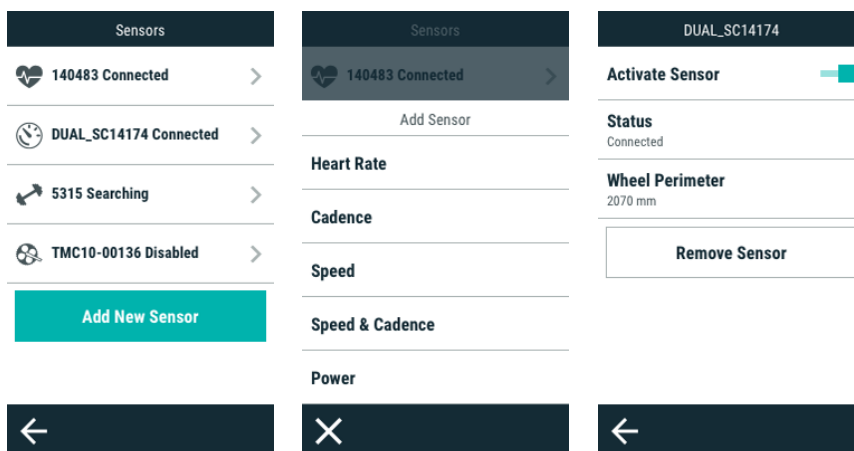 Sensors
140483 Connected
DUAL_SC14174 Connected
5315 Searching
TMC10-00136 Disabled
Add New Sensor
Sensors
140483 Connected
Add Sensor
Heart Rate
Cadence
Speed
Speed & Cadence
Power
DUAL_SC14174
Activate Sensor
Status
Connected
Wheel Perimeter
2070 mm
Remove Sensor